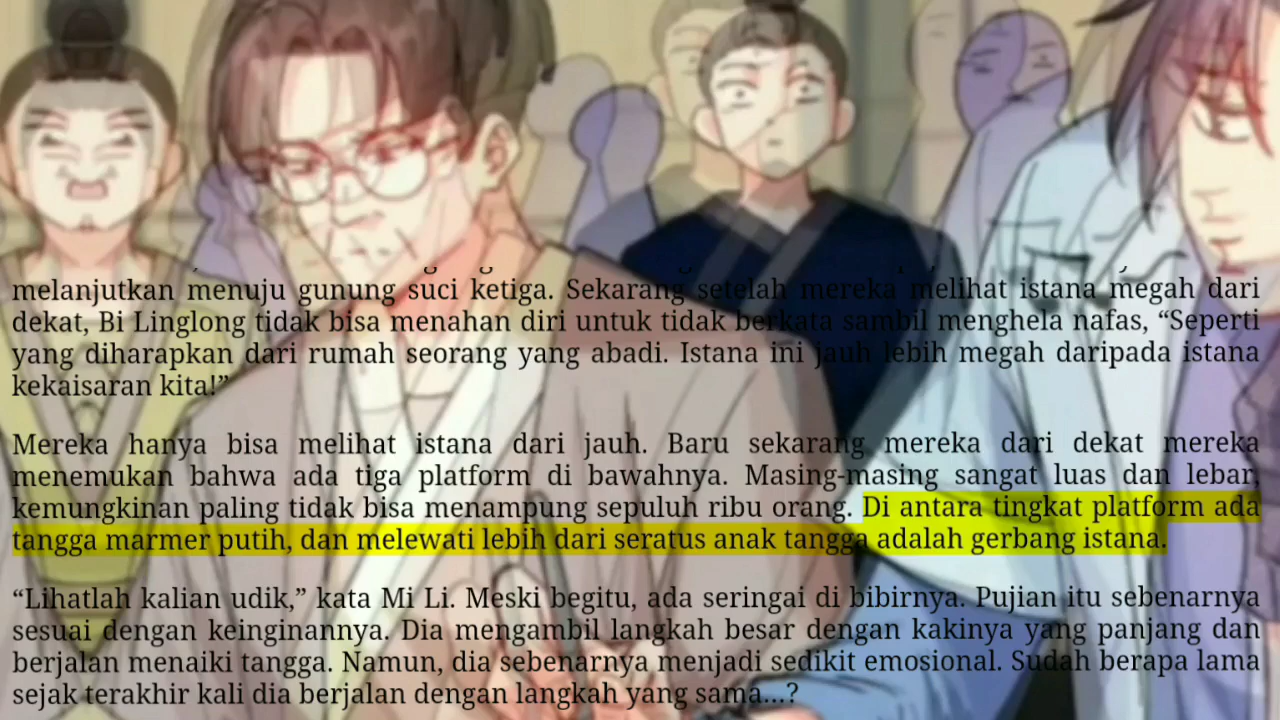 melanjutkan menuju gunung suci ketiga. Sekarang setelah mereka melihat istana megah dari
dekat, Bi Linglong tidak bisa menahan diri untuk tidak berkata sambil menghela nafas, “Seperti
yang diharapkan dari rumah seorang yang abadi. Istana ini jauh lebih megah daripada istana
kekaisaran kita!”
Mereka hanya bisa melihat istana dari jauh. Baru sekarang mereka dari dekat mereka
menemukan bahwa ada tiga platform di bawahnya. Masing-masing sangat luas dan lebar,
kemungkinan paling tidak bisa menampung sepuluh ribu orang. Di antara tingkat platform ada
tangga marmer putih, dan melewati lebih dari seratus anak tangga adalah gerbang istana.
“Lihatlah kalian udik,” kata Mi Li. Meski begitu, ada seringai di bibirnya. Pujian itu sebenarnya
sesuai dengan keinginannya. Dia mengambil langkah besar dengan kakinya yang panjang dan
berjalan menaiki tangga. Namun, dia sebenarnya menjadi sedikit emosional. Sudah berapa lama
sejak terakhir kali dia berjalan dengan langkah yang sama...?